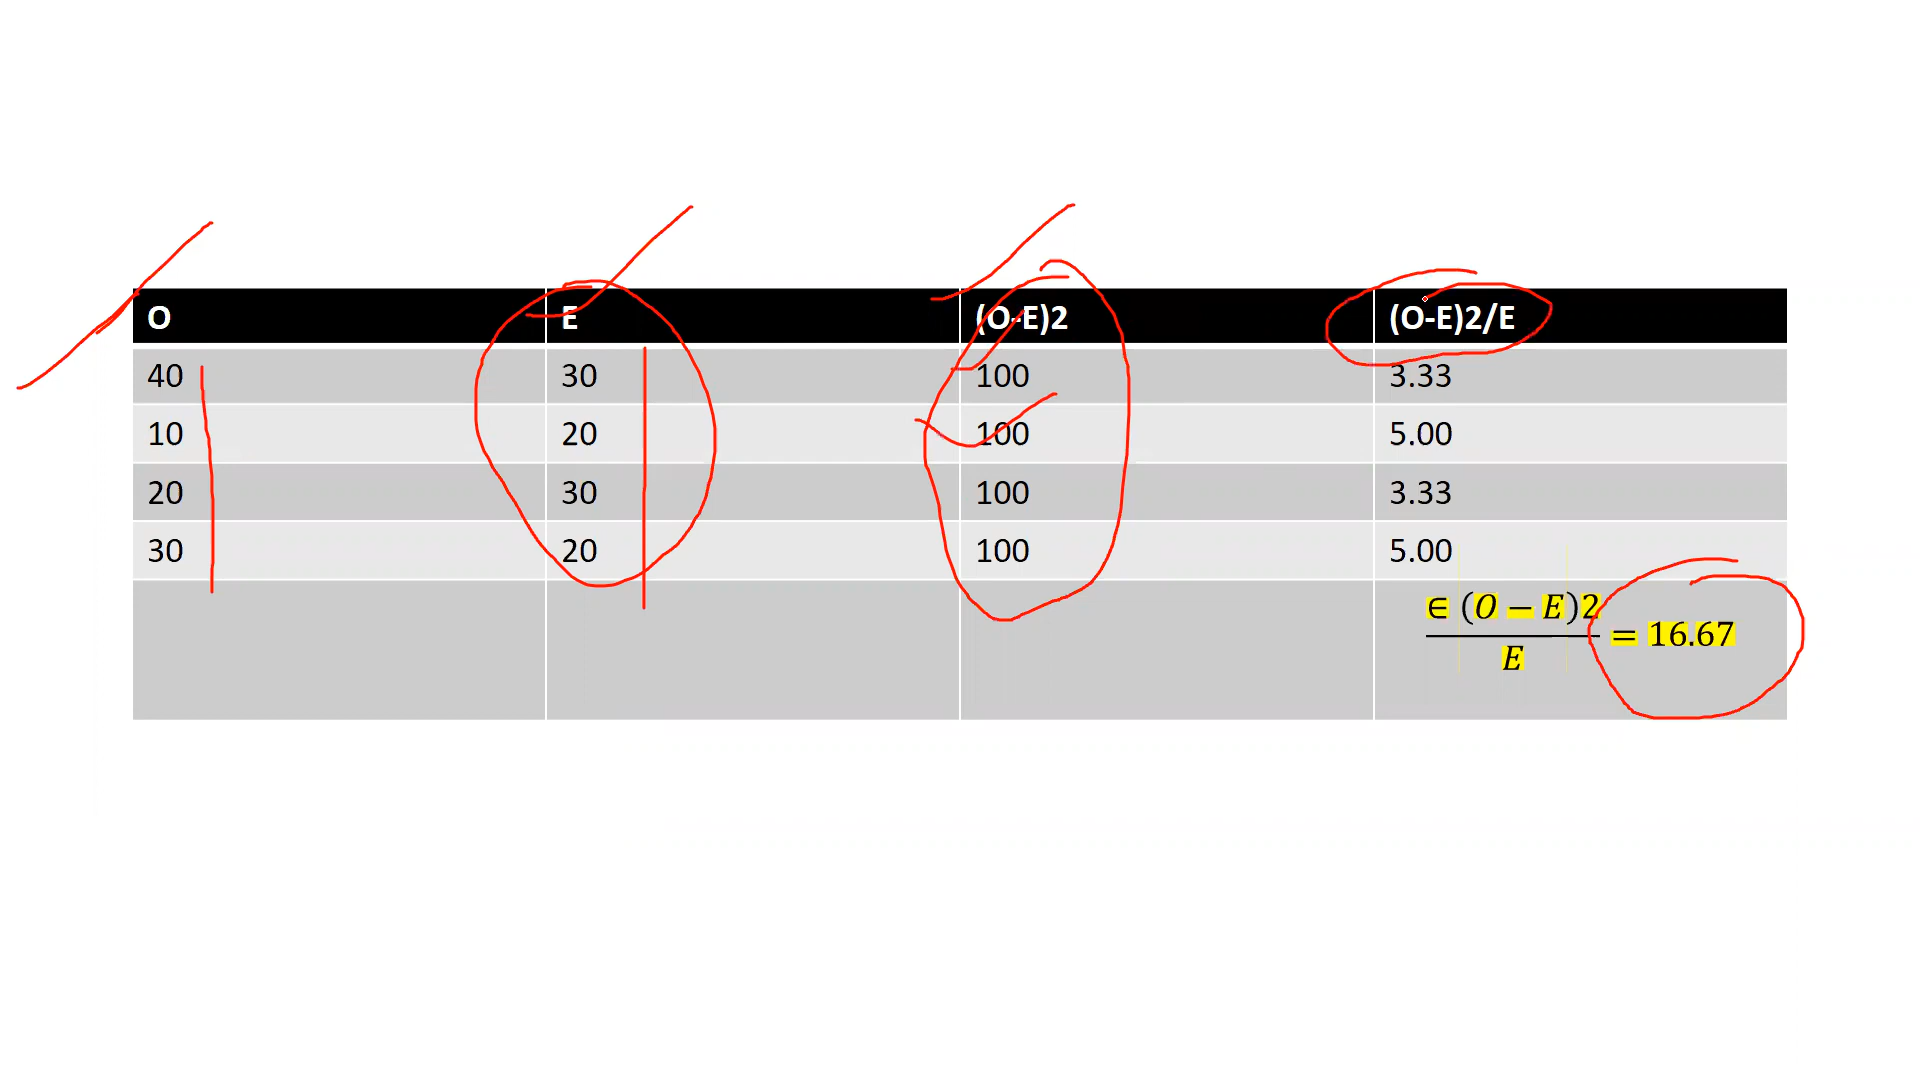 O E (O-E)2 (O-E)2/E
40 30 100 3.33
10 20 100 5.00
20 30 100 3.33
30 20 100 5.00
∈ (O − E)2
E
= 16.67